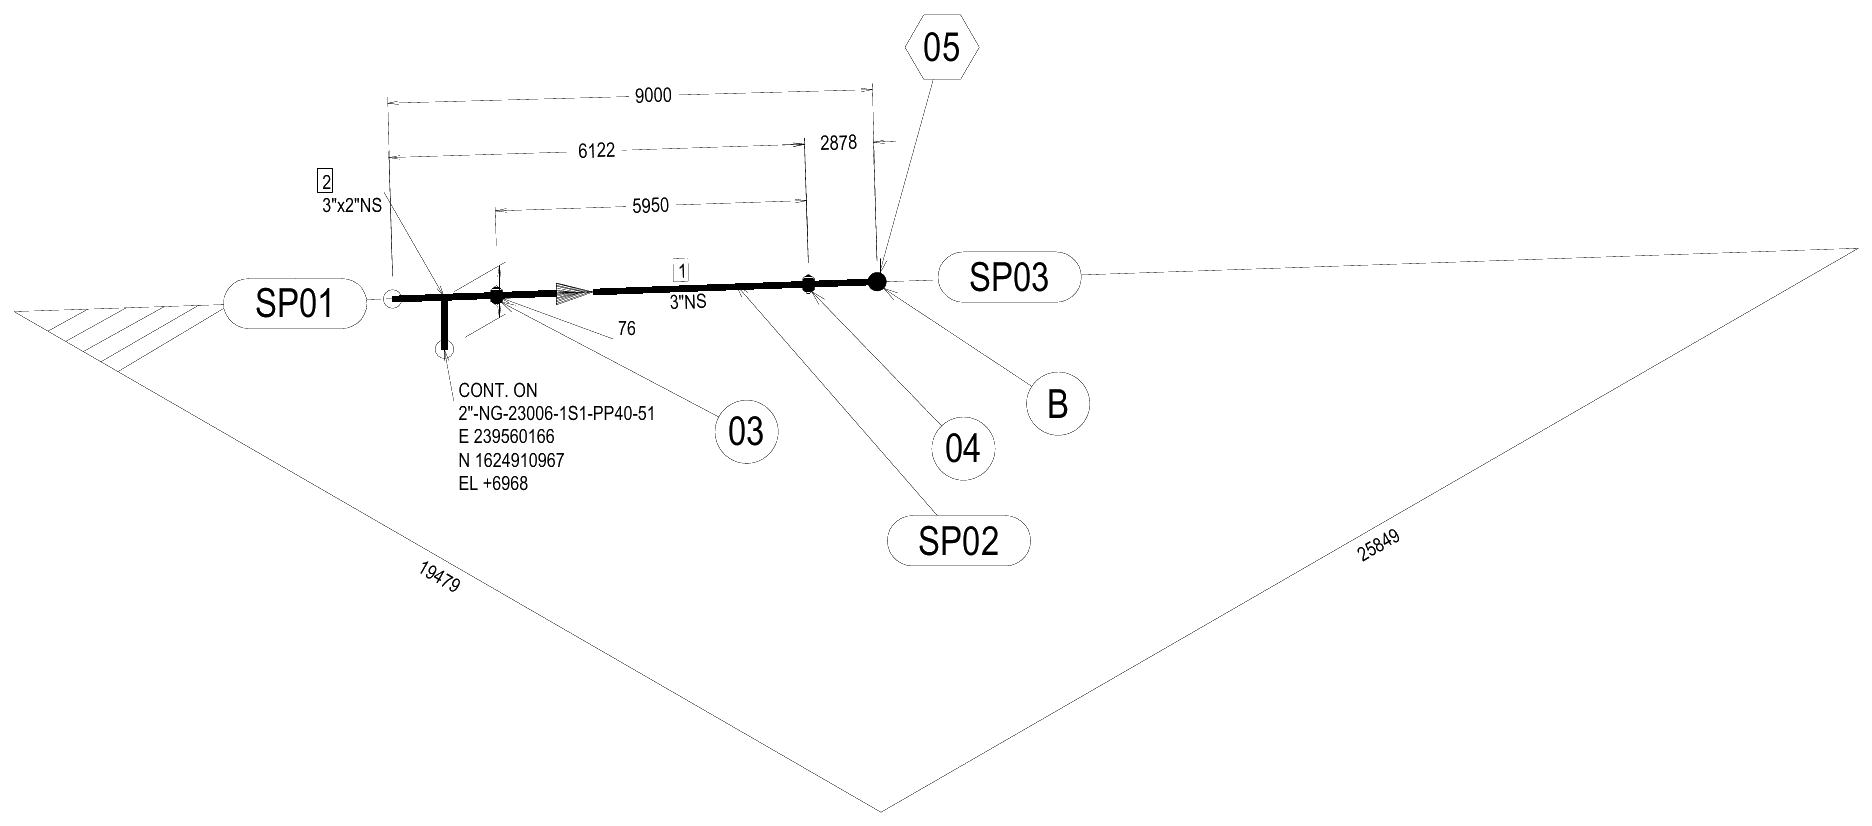 05
9000
6122
2878
2
3"x2"NS
5950
1
3"NS
SP01
SP03
76
CONT. ON
2"-NG-23006-1S1-PP40-51
E 239560166
N 1624910967
EL +6968
03
04
B
SP02
19479
25849